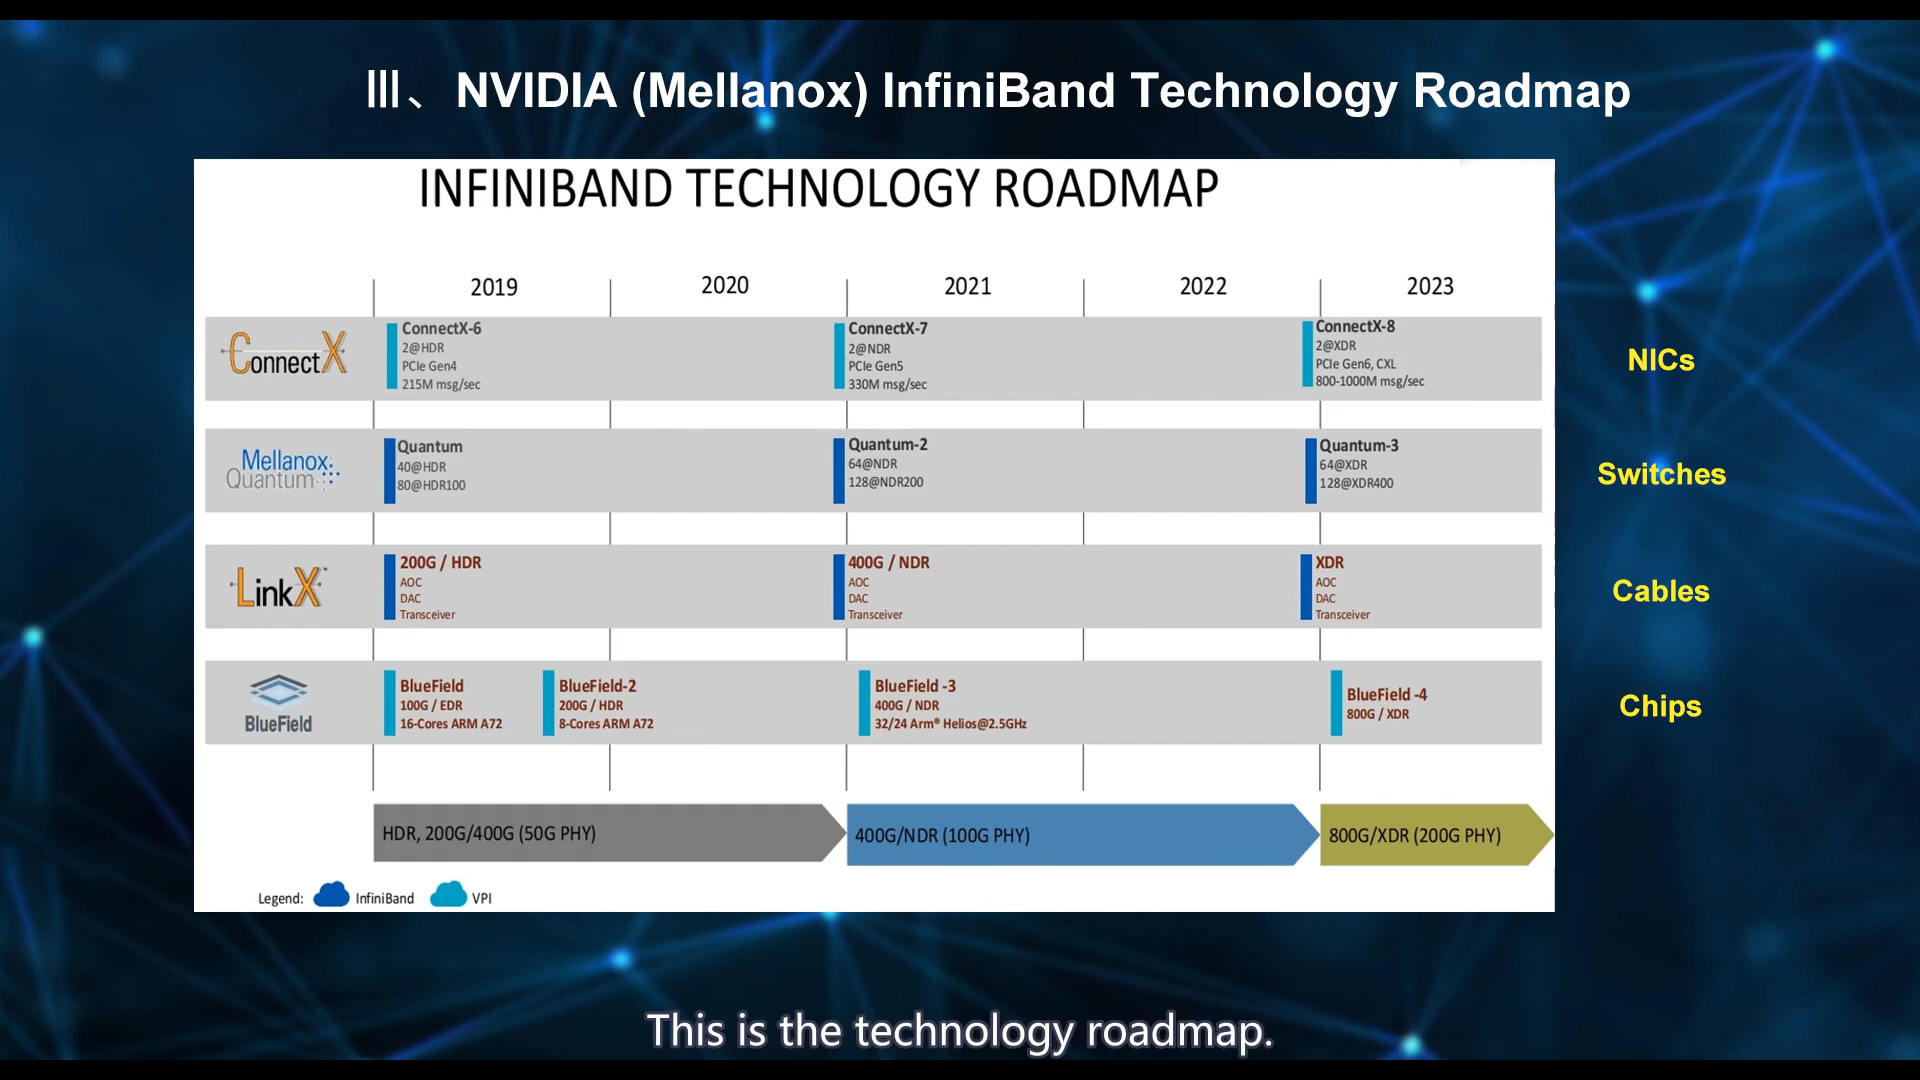 Ⅲ、NVIDIA (Mellanox) InfiniBand Technology Roadmap
INFINIBAND TECHNOLOGY ROADMAP
2019 2020 2021 2022 2023
ConnectX
ConnectX-6
2@HDR
PCIe Gen4
215M msg/sec
ConnectX-7
2@NDR
PCIe Gen5
330M msg/sec
ConnectX-8
2@XDR
PCIe Gen6, CXL
800-1000M msg/sec
NICs
Mellanox
Quantum
Quantum
40@HDR
80@HDR100
Quantum-2
64@NDR
128@NDR200
Quantum-3
64@XDR
128@XDR400
Switches
LinkX™
200G / HDR
AOC
DAC
Transceiver
400G / NDR
AOC
DAC
Transceiver
XDR
AOC
DAC
Transceiver
Cables
BlueField
BlueField
100G / EDR
16-Cores ARM A72
BlueField-2
200G / HDR
8-Cores ARM A72
BlueField -3
400G / NDR
32/24 Arm® Helios@2.5GHz
BlueField -4
800G / XDR
Chips
HDR, 200G/400G (50G PHY)
400G/NDR (100G PHY)
800G/XDR (200G PHY)
Legend: InfiniBand VPI
This is the technology roadmap.